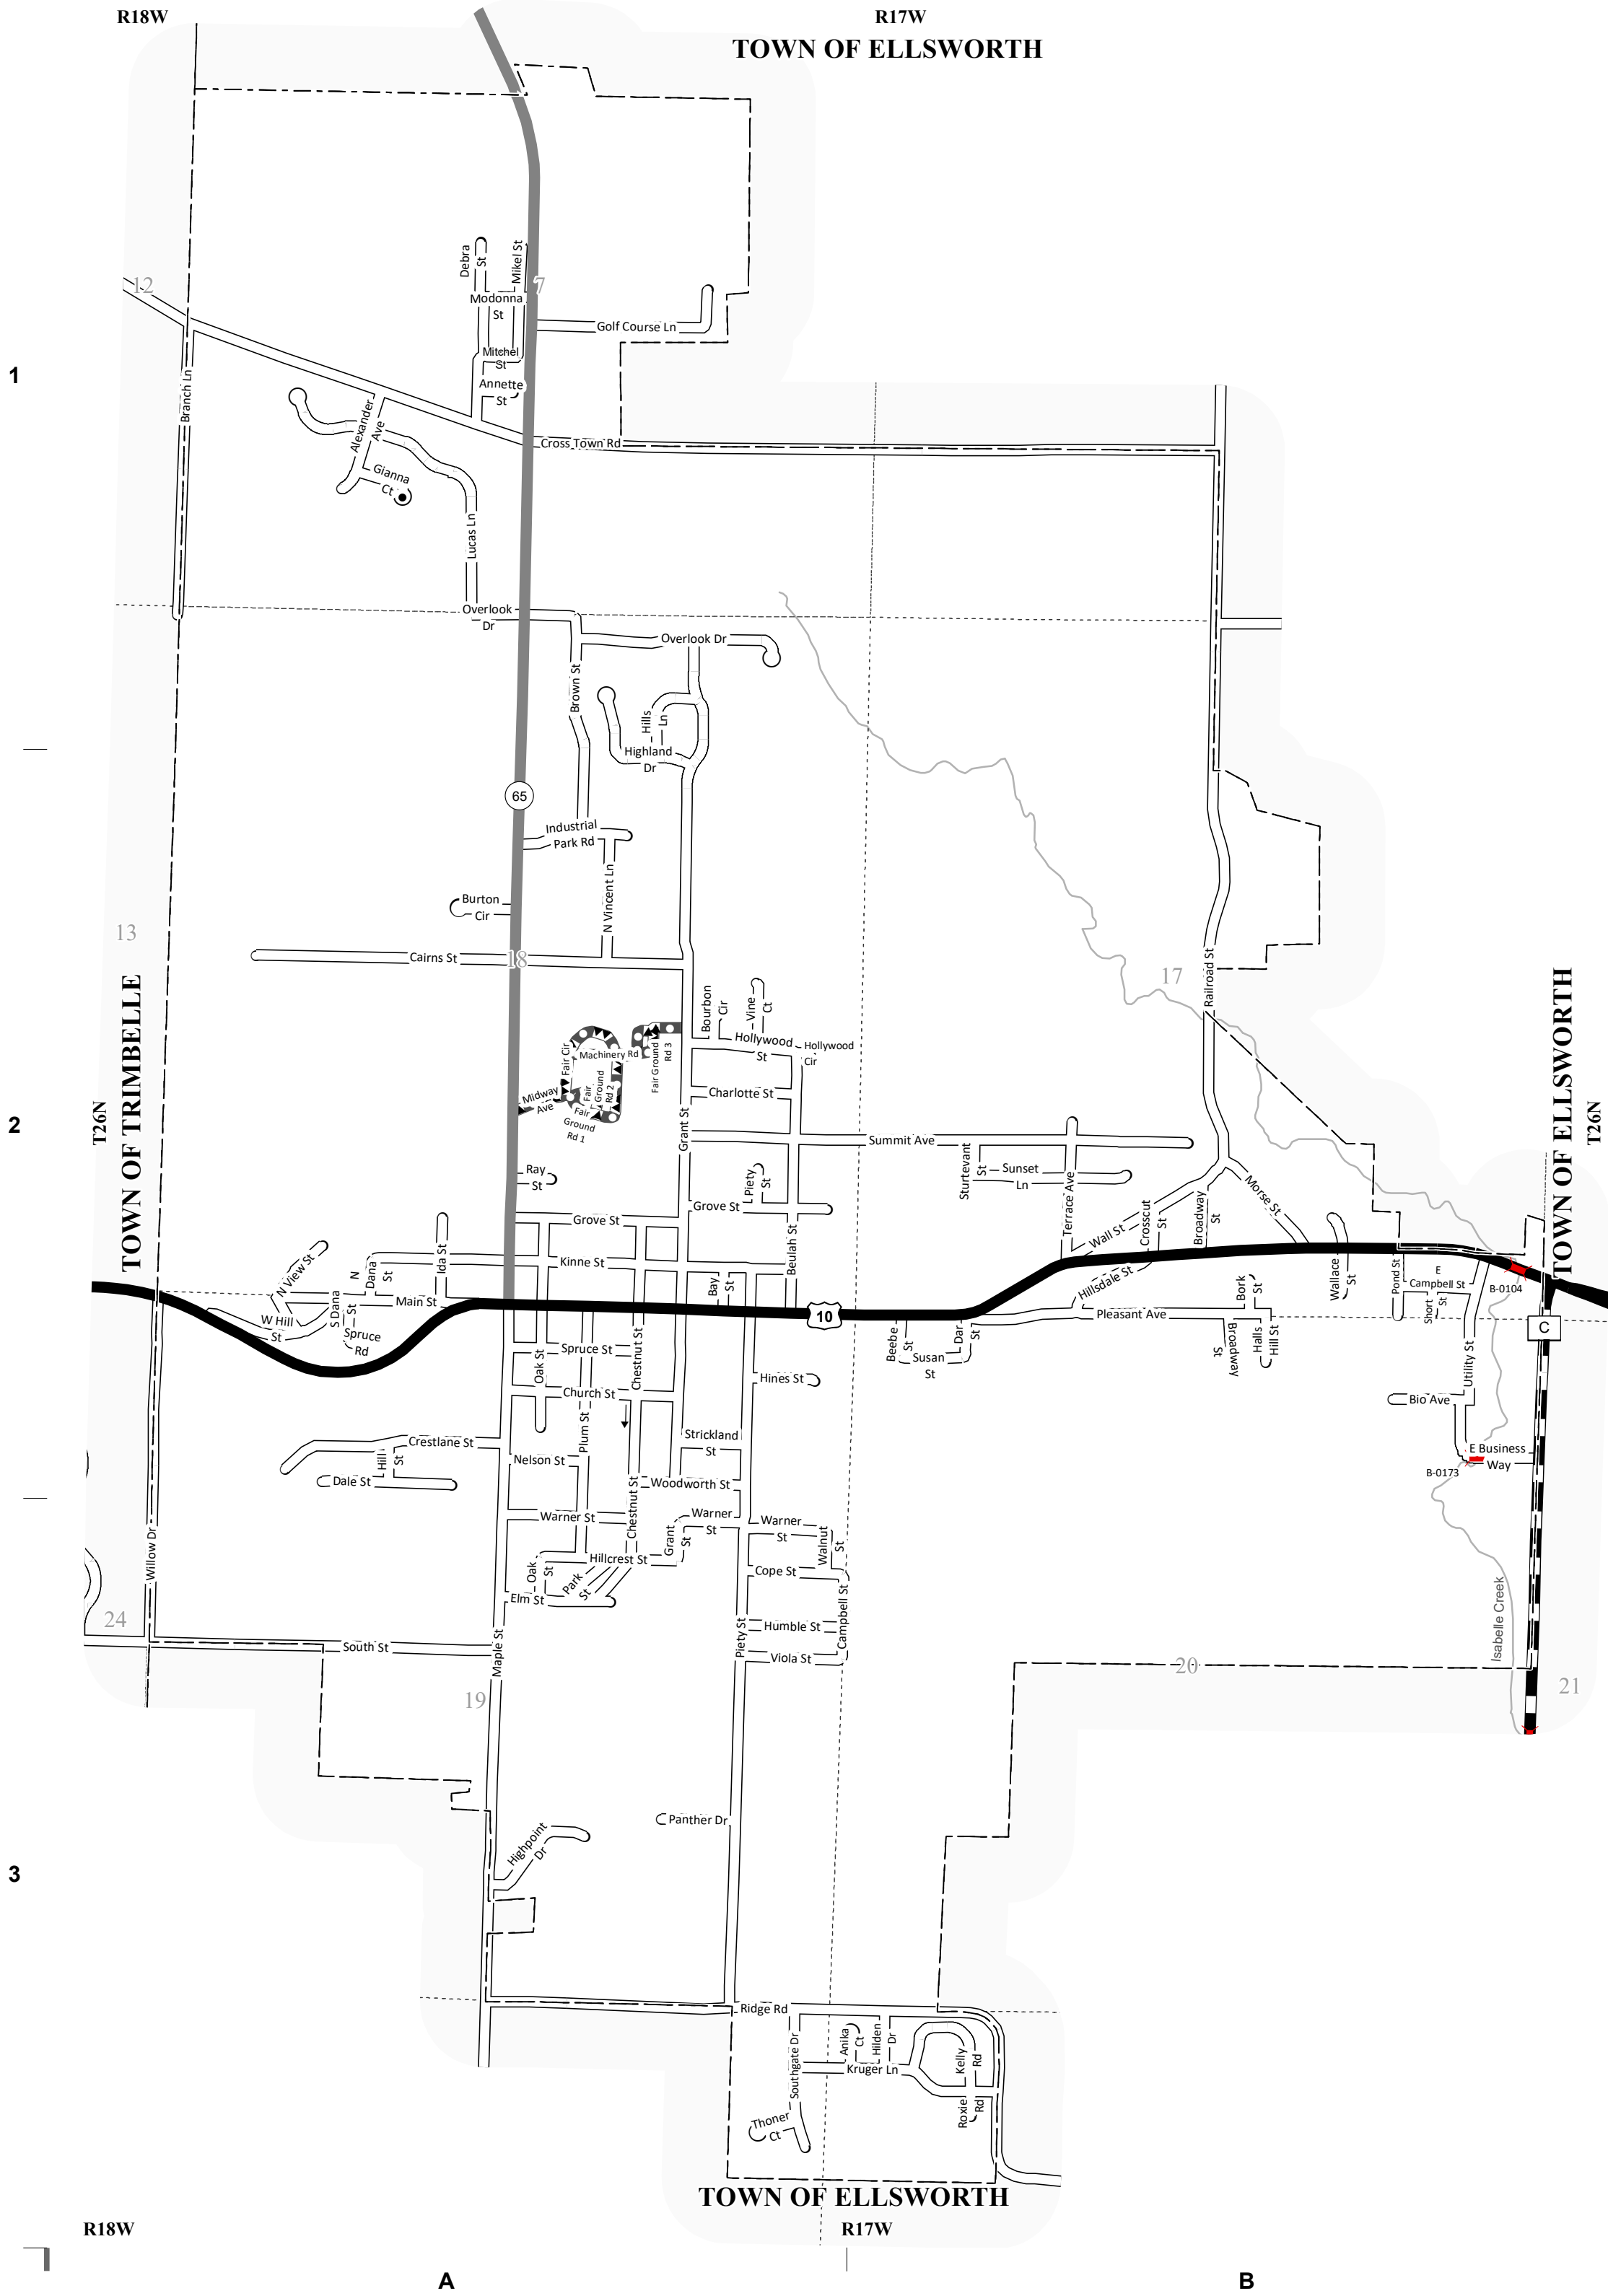 R18W
R17W
TOWN OF ELLSWORTH
Debra
St
Mikel St
7
12
Modonna
St
Golf Course Ln
Mitchel
St
1
Annette
St
Branch Ln
Alexander
Ave
Cross Town Rd
Gianna
Ct
Lucas Ln
Overlook
Dr
Overlook Dr
Brown St
Hills
Ln
Highland
Dr
65
Industrial
Park Rd
N Vincent Ln
Burton
Cir
13
Cairns St
18
17
Railroad St
TOWN OF TRIMBELLE
T26N
TOWN OF ELLSWORTH
T26N
Bourbon
Cir
Vine
Ct
Hollywood
St
Hollywood
Cir
Machinery Rd
Fair Cir
Fair Ground
Rd 3
Fair
Ground
Rd 2
Midway
Ave
Fair
Ground
Rd 1
Charlotte St
2
Grant St
Summit Ave
Sturtevant
St
Sunset
Ln
Terrace Ave
Ray
St
Piety
St
Grove St
Grove St
Morse St
Broadway
St
Crosscut
St
Wall St
Kinne St
Beulah St
Ida St
N View St
N
Dana
St
Bay
St
Hillsdale St
Bork
St
Wallace
St
Pond St
E
Campbell St
Short
St
B-0104
Main St
S Dana
St
W Hill
St
Spruce
Rd
10
Pleasant Ave
C
Beebe
St
Dar
St
Susan
St
Broadway
St
Halls
Hill St
Utility St
Spruce St
Oak St
Chestnut St
Hines St
Church St
Plum St
Bio Ave
Crestlane St
Hill
St
Strickland
St
Nelson St
E Business
Way
B-0173
Dale St
Woodworth St
Warner St
Chestnut St
Grant
St
Warner
St
Warner
St
Walnut
St
Willow Dr
Hillcrest St
Oak
St
Park
St
Cope St
Elm St
Campbell St
Isabelle Creek
24
Humble St
Piety St
South St
Maple St
Viola St
20
21
19
Panther Dr
Highpoint
Dr
3
Ridge Rd
Southgate Dr
Anika
Ct
Hilden
Dr
Kelly
Rd
Kruger Ln
Roxie
Rd
Thoner
Ct
TOWN OF ELLSWORTH
R18W
R17W
A
B